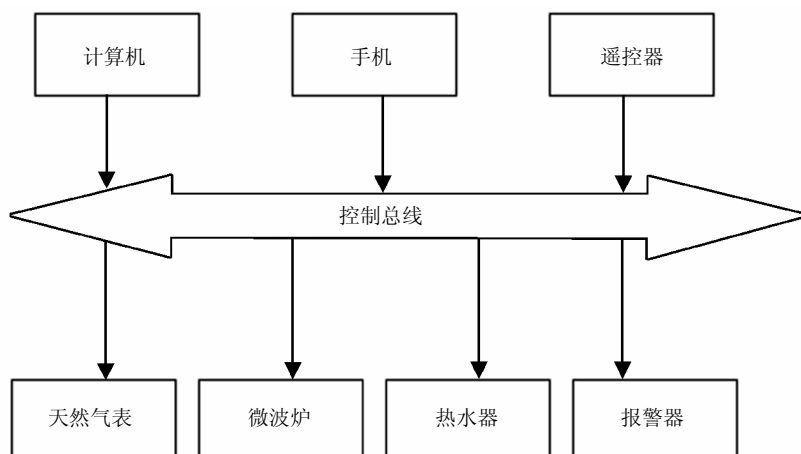 计算机
手机
遥控器
控制总线
天然气表
微波炉
热水器
报警器